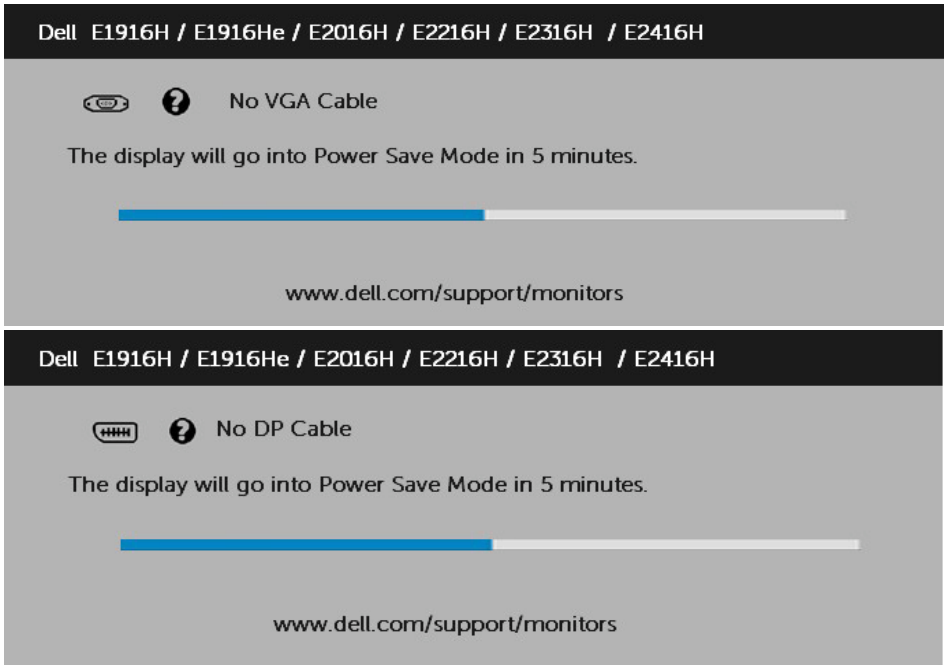 Dell E1916H / E1916He / E2016H / E2216H / E2316H / E2416H
No VGA Cable
The display will go into Power Save Mode in 5 minutes.
www.dell.com/support/monitors
Dell E1916H / E1916He / E2016H / E2216H / E2316H / E2416H
No DP Cable
The display will go into Power Save Mode in 5 minutes.
www.dell.com/support/monitors